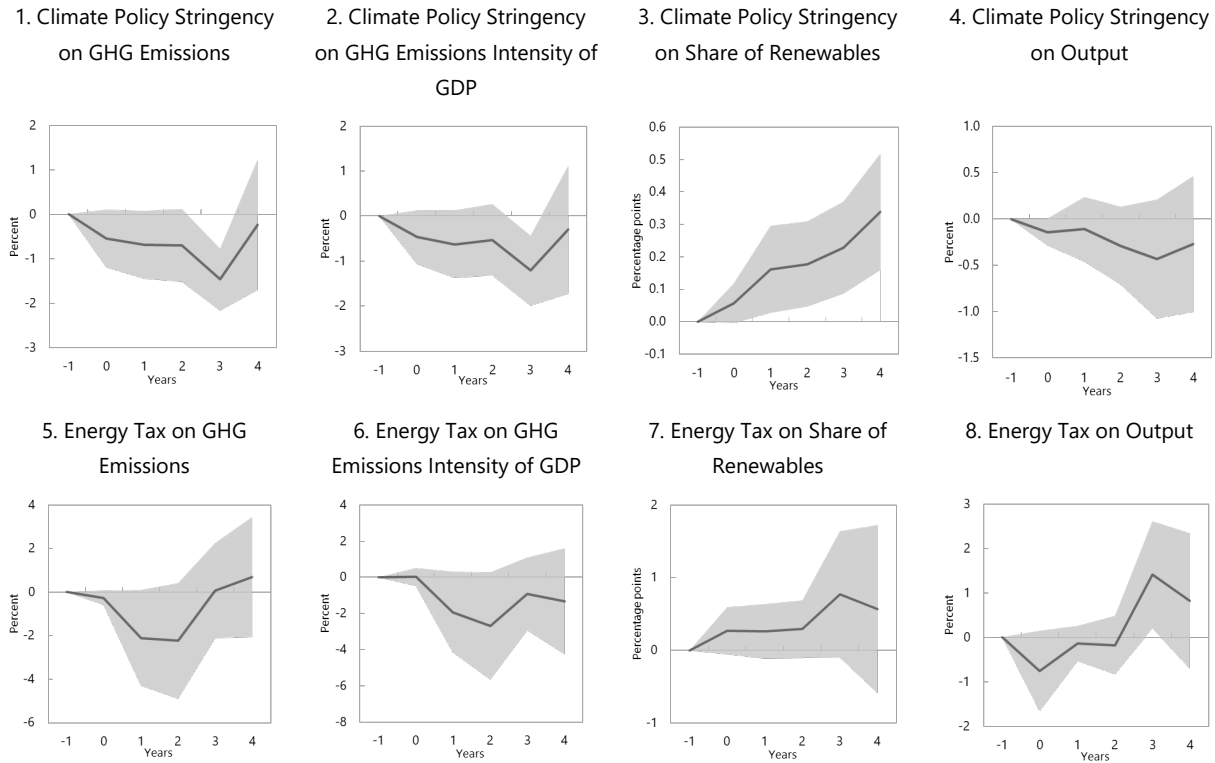 1. Climate Policy Stringency
on GHG Emissions
2
1
0
-1
-2
-3
Percent
-1 0 1 2 3 4
Years
2. Climate Policy Stringency
on GHG Emissions Intensity of
GDP
2
1
0
-1
-2
-3
Percent
-1 0 1 2 3 4
Years
3. Climate Policy Stringency
on Share of Renewables
0.6
0.5
0.4
0.3
0.2
0.1
0.0
-0.1
Percentage points
-1 0 1 2 3 4
Years
4. Climate Policy Stringency
on Output
1.0
0.5
0.0
-0.5
-1.0
-1.5
Percent
-1 0 1 2 3 4
Years
5. Energy Tax on GHG
Emissions
4
2
0
-2
-4
-6
Percent
-1 0 1 2 3 4
Years
6. Energy Tax on GHG
Emissions Intensity of GDP
4
2
0
-2
-4
-6
-8
Percent
-1 0 1 2 3 4
Years
7. Energy Tax on Share of
Renewables
2
1
0
-1
Percentage points
-1 0 1 2 3 4
Years
8. Energy Tax on Output
3
2
1
0
-1
-2
Percent
-1 0 1 2 3 4
Years